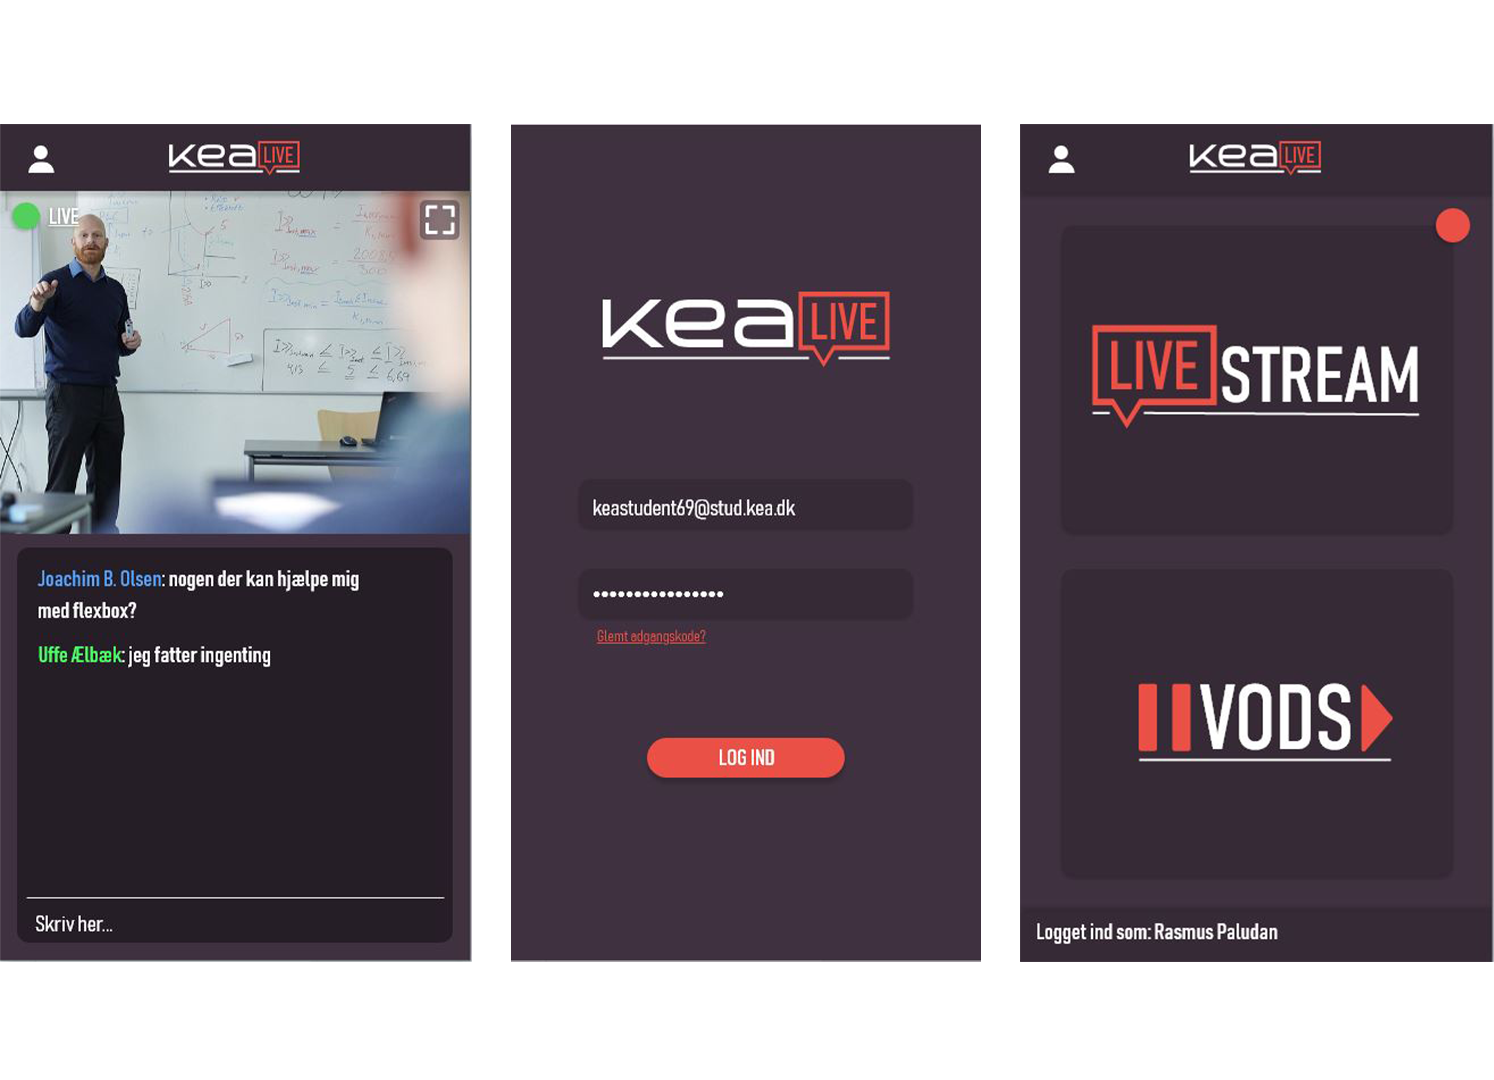 kea LIVE
LIVE
Joachim B. Olsen: nogen der kan hjælpe mig
med flexbox?
Uffe Ælbæk: jeg fatter ingenting
Skriv her...
kea LIVE
keastudent69@stud.kea.dk
Glemt adgangskode?
LOG IND
kea LIVE
LIVE STREAM
VODS
Logget ind som: Rasmus Paludan